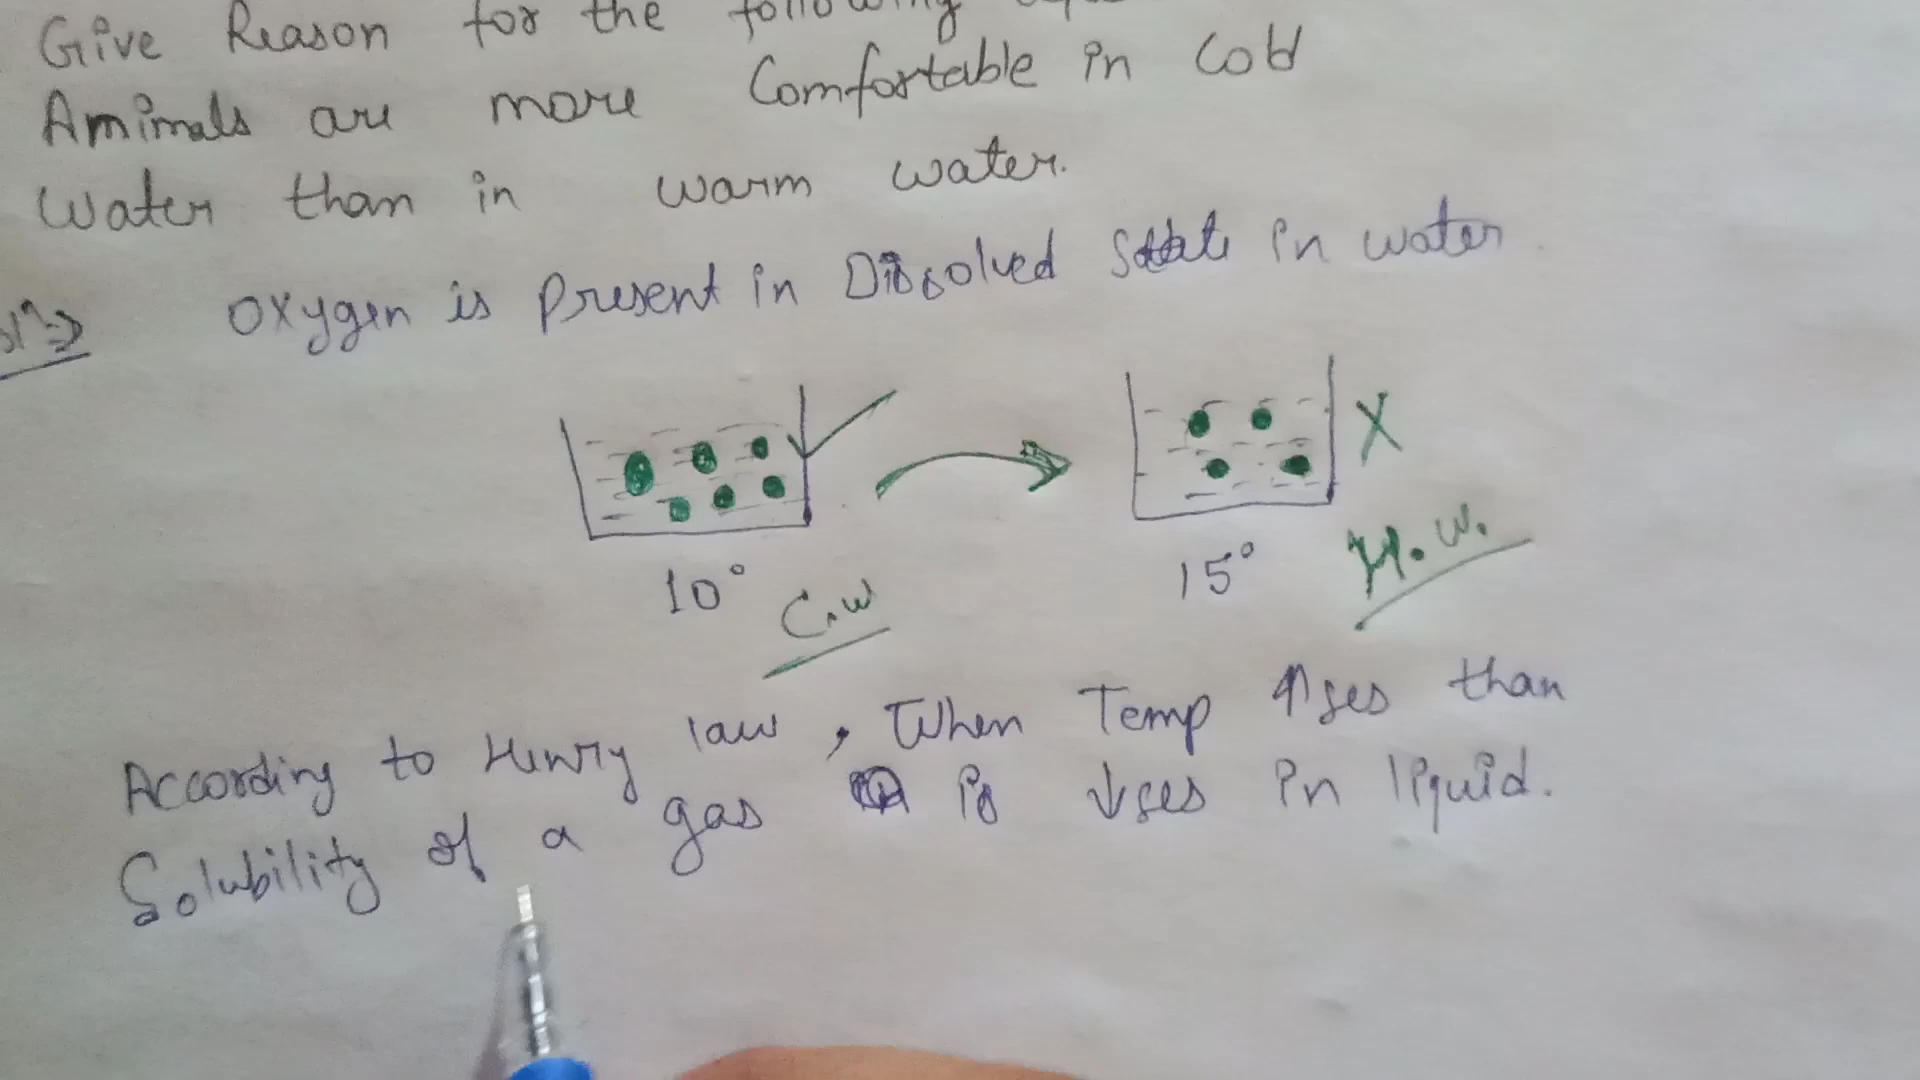 Give Reason for the following
Animals are more Comfortable in Cold
Water than in warm water.
Oxygen is Present in Dissolved State in water
10° C.W
15° H.W.
X
According to Henry law, When Temp ↑ses than
Solubility of a gas is ↓ses in liquid.